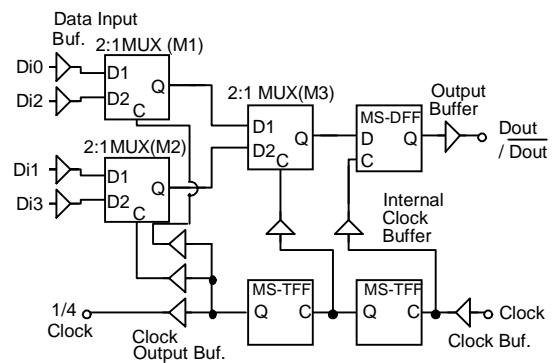 Data Input
Buf.
2:1MUX (M1)
Di0
D1
Q
Di2
D2
C
2:1 MUX(M3)
Output
Buffer
MS-DFF
D1
Q
D
Q
Dout
/ Dout
D2
C
C
2:1MUX(M2)
Di1
D1
Q
Di3
D2
C
Internal
Clock
Buffer
MS-TFF
MS-TFF
1/4
Clock
Q
C
Q
C
Clock
Clock
Output Buf.
Clock Buf.